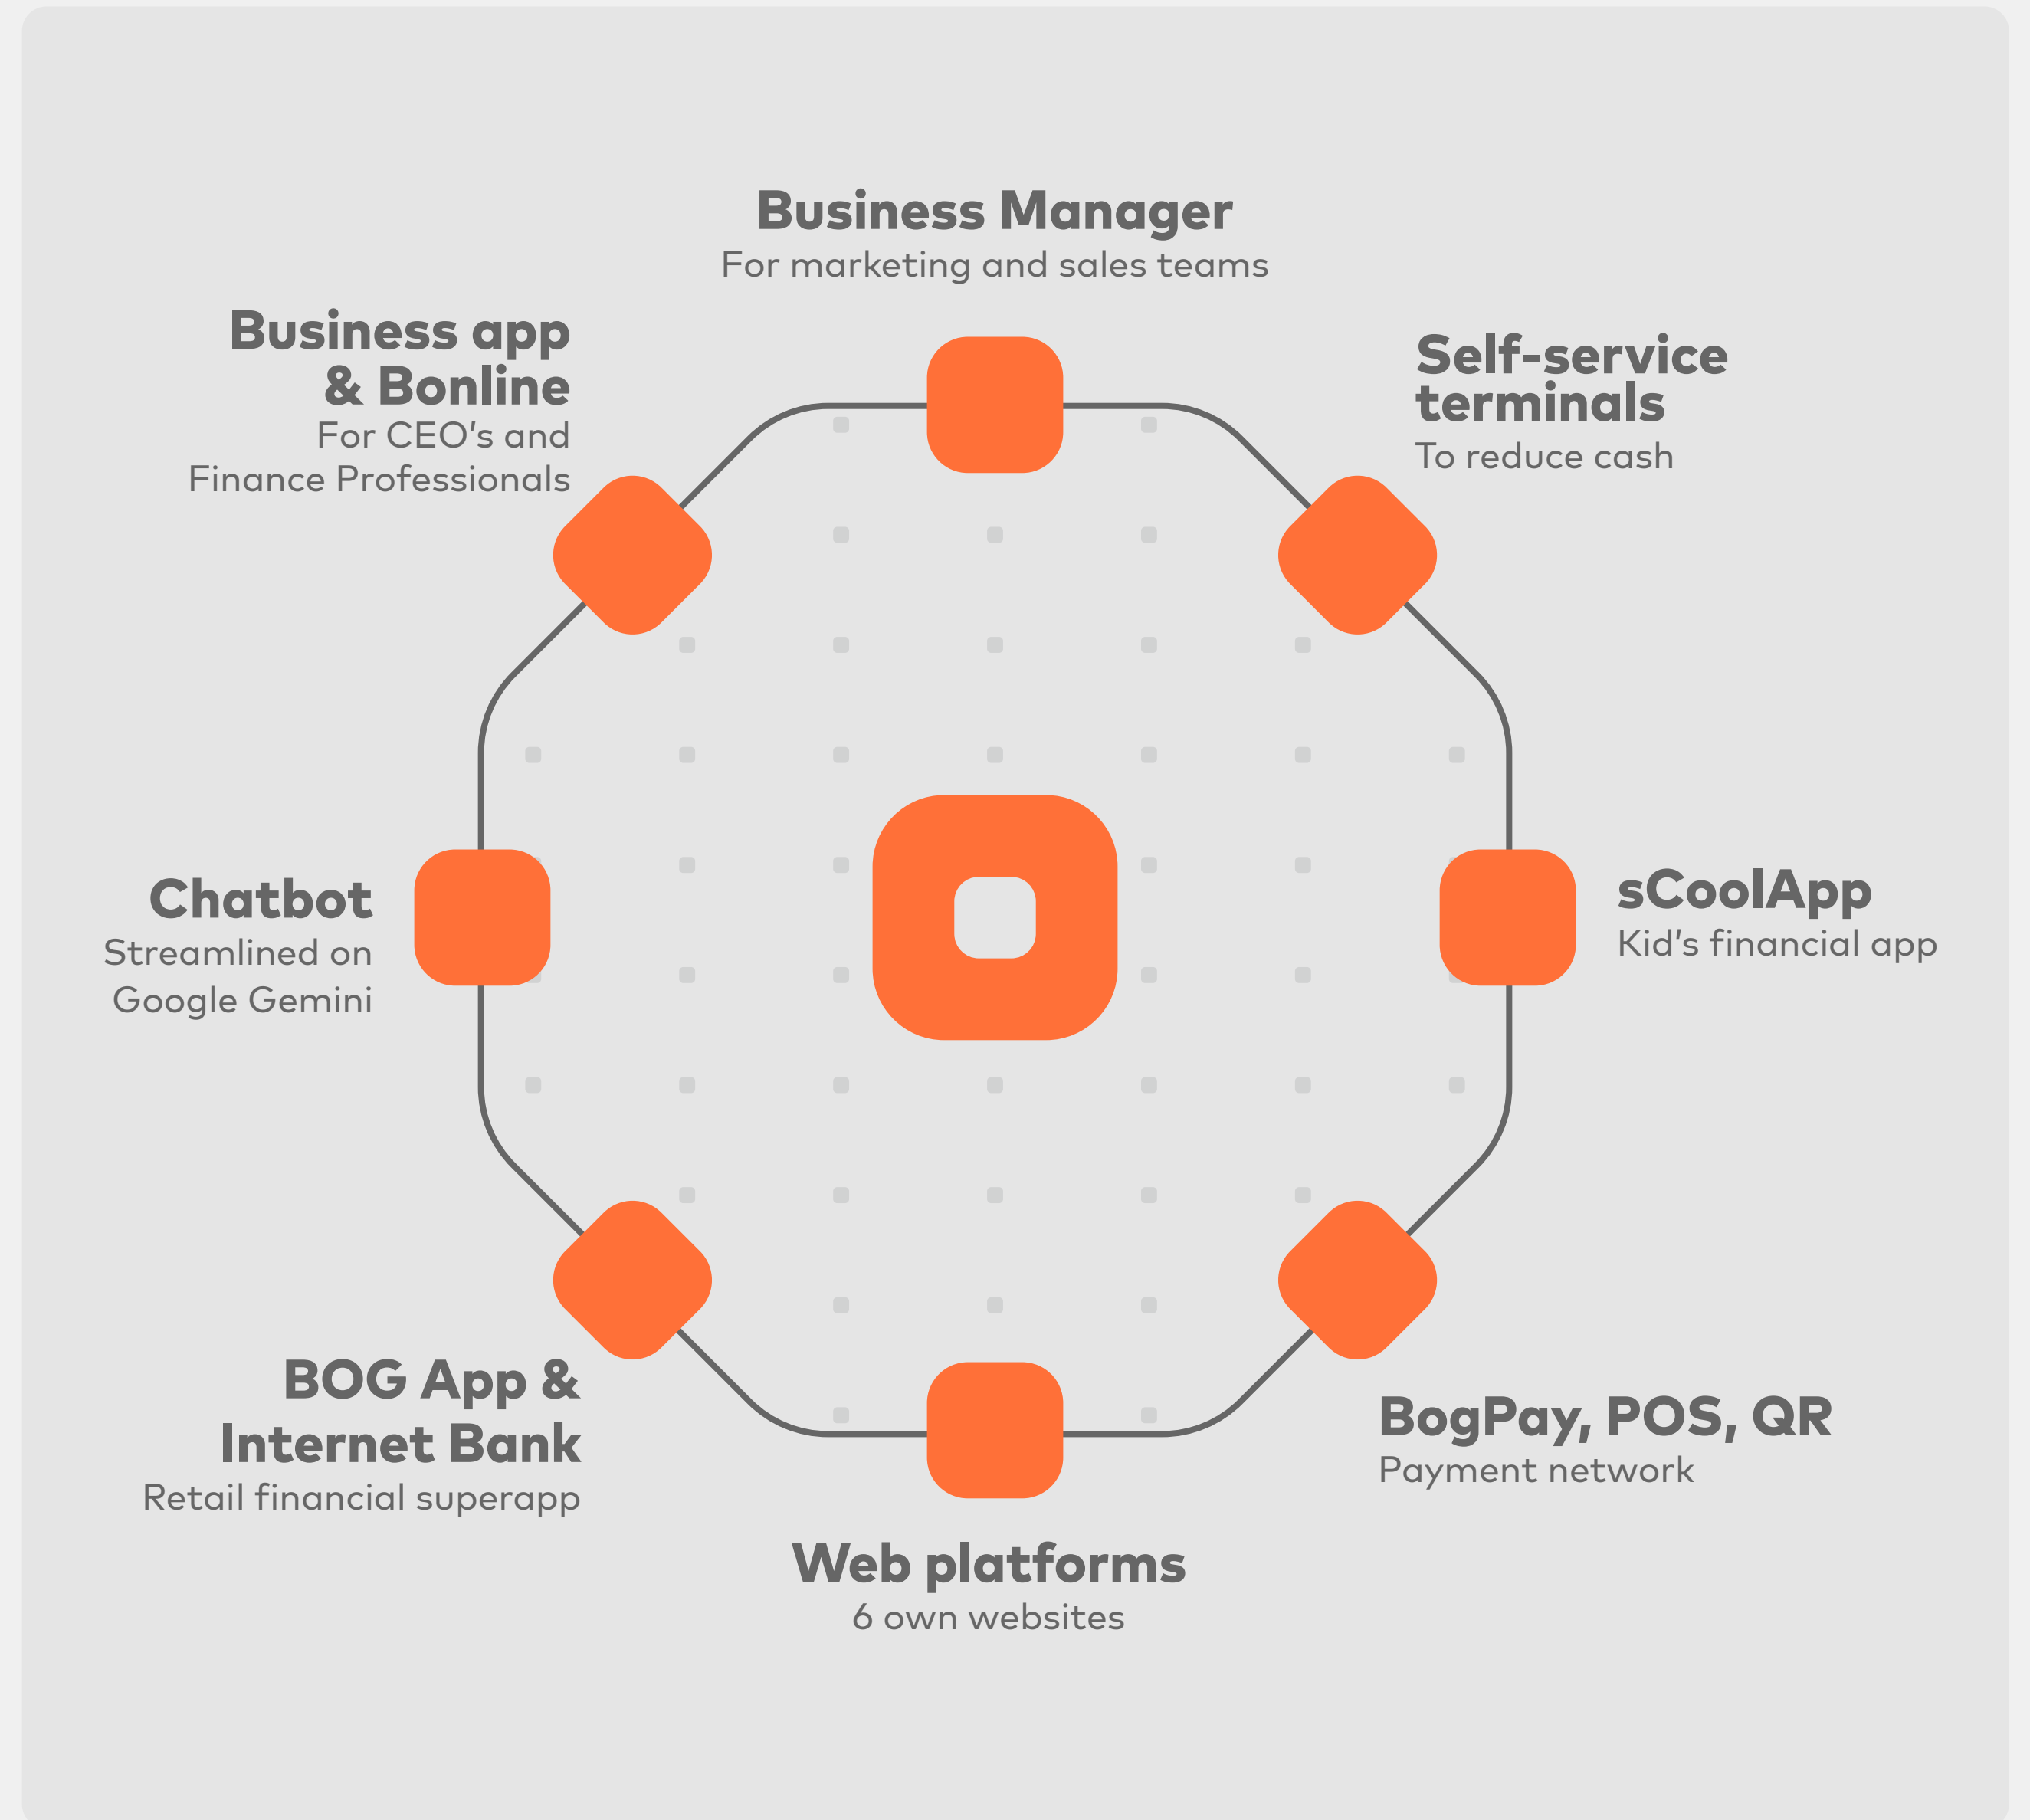 Business Manager
For marketing and sales teams
Business app
& Bonline
For CEO's and
Finance Professionals
Self-service
terminals
To reduce cash
Chatbot
Streamlined on
Google Gemini
sCoolApp
Kid's financial app
BOG App &
Internet Bank
Retail financial superapp
BogPay, POS, QR
Payment network
Web platforms
6 own websites